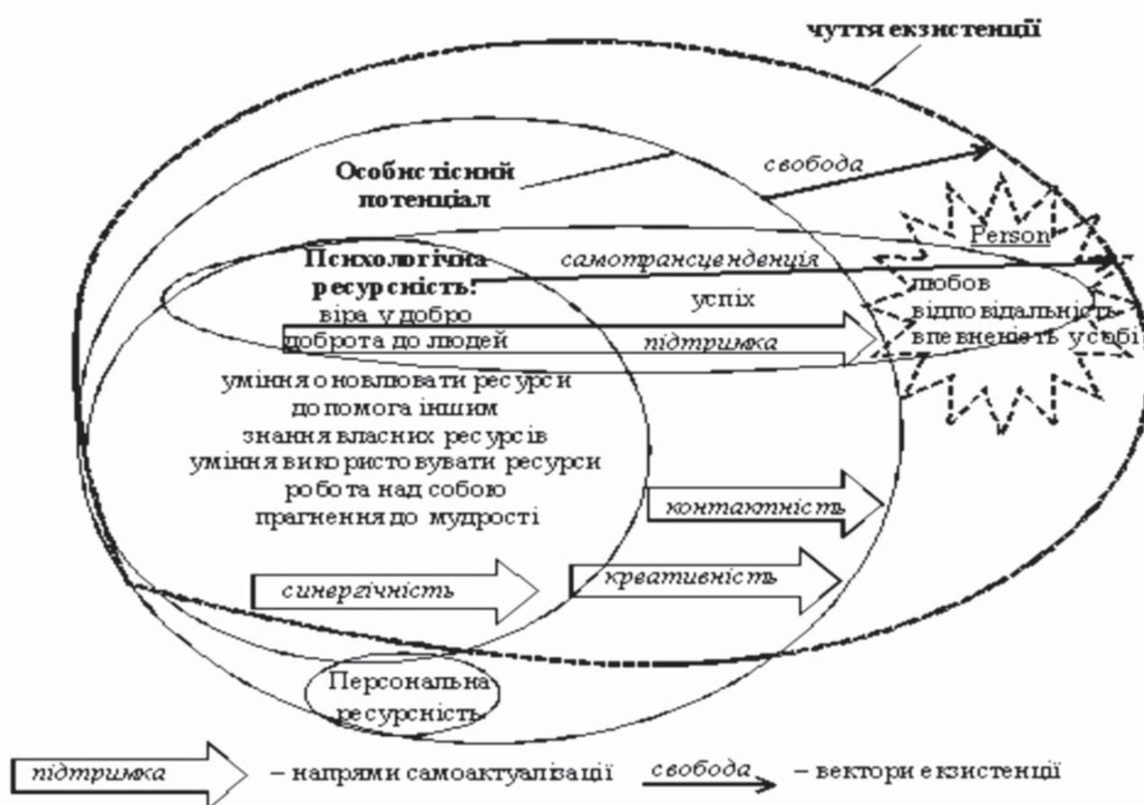 чуття екзистенції
Особистісний
потенціал
свобода
Person
Психологічна
ресурсність:
самотрансценденція
любов
віра у добро
успіх
відповідальність
доброта до людей
підтримка
впевненість у собі
уміння оновлювати ресурси
допомога іншим
знання власних ресурсів
уміння використовувати ресурси
робота над собою
прагнення до мудрості
контактність
синергічність
креативність
Персональна
ресурсність
підтримка – напрями самоактуалізації свобода – вектори екзистенції